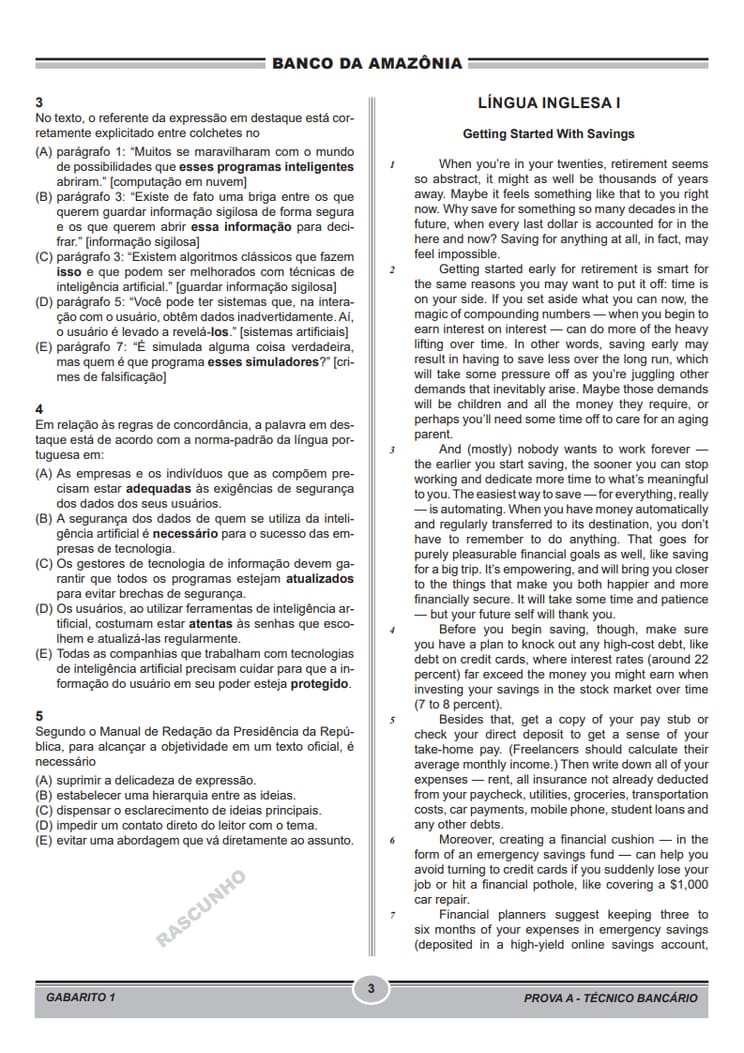 BANCO DA AMAZÔNIA
3
No texto, o referente da expressão em destaque está cor-
retamente explicitado entre colchetes no
(A) parágrafo 1: “Muitos se maravilharam com o mundo
de possibilidades que esses programas inteligentes
abriram.” [computação em nuvem]
(B) parágrafo 3: “Existe de fato uma briga entre os que
querem guardar informação sigilosa de forma segura
e os que querem abrir essa informação para deci-
frar.” [informação sigilosa]
(C) parágrafo 3: “Existem algoritmos clássicos que fazem
isso e que podem ser melhorados com técnicas de
inteligência artificial.” [guardar informação sigilosa]
(D) parágrafo 5: “Você pode ter sistemas que, na intera-
ção com o usuário, obtêm dados inadvertidamente. Aí,
o usuário é levado a revelá-los.” [sistemas artificiais]
(E) parágrafo 7: “É simulada alguma coisa verdadeira,
mas quem é que programa esses simuladores?” [cri-
mes de falsificação]
4
Em relação às regras de concordância, a palavra em des-
taque está de acordo com a norma-padrão da língua por-
tuguesa em:
(A) As empresas e os indivíduos que as compõem pre-
cisam estar adequadas às exigências de segurança
dos dados dos seus usuários.
(B) A segurança dos dados de quem se utiliza da inteli-
gência artificial é necessário para o sucesso das em-
presas de tecnologia.
(C) Os gestores de tecnologia de informação devem ga-
rantir que todos os programas estejam atualizados
para evitar brechas de segurança.
(D) Os usuários, ao utilizar ferramentas de inteligência ar-
tificial, costumam estar atentas às senhas que esco-
lhem e atualizá-las regularmente.
(E) Todas as companhias que trabalham com tecnologias
de inteligência artificial precisam cuidar para que a in-
formação do usuário em seu poder esteja protegido.
5
Segundo o Manual de Redação da Presidência da Repú-
blica, para alcançar a objetividade em um texto oficial, é
necessário
(A) suprimir a delicadeza de expressão.
(B) estabelecer uma hierarquia entre as ideias.
(C) dispensar o esclarecimento de ideias principais.
(D) impedir um contato direto do leitor com o tema.
(E) evitar uma abordagem que vá diretamente ao assunto.
RASCUNHO
LÍNGUA INGLESA I
Getting Started With Savings
1 When you’re in your twenties, retirement seems
so abstract, it might as well be thousands of years
away. Maybe it feels something like that to you right
now. Why save for something so many decades in the
future, when every last dollar is accounted for in the
here and now? Saving for anything at all, in fact, may
feel impossible.
2 Getting started early for retirement is smart for
the same reasons you may want to put it off: time is
on your side. If you set aside what you can now, the
magic of compounding numbers — when you begin to
earn interest on interest — can do more of the heavy
lifting over time. In other words, saving early may
result in having to save less over the long run, which
will take some pressure off as you’re juggling other
demands that inevitably arise. Maybe those demands
will be children and all the money they require, or
perhaps you’ll need some time off to care for an aging
parent.
3 And (mostly) nobody wants to work forever —
the earlier you start saving, the sooner you can stop
working and dedicate more time to what’s meaningful
to you. The easiest way to save — for everything, really
— is automating. When you have money automatically
and regularly transferred to its destination, you don’t
have to remember to do anything. That goes for
purely pleasurable financial goals as well, like saving
for a big trip. It’s empowering, and will bring you closer
to the things that make you both happier and more
financially secure. It will take some time and patience
— but your future self will thank you.
4 Before you begin saving, though, make sure
you have a plan to knock out any high-cost debt, like
debt on credit cards, where interest rates (around 22
percent) far exceed the money you might earn when
investing your savings in the stock market over time
(7 to 8 percent).
5 Besides that, get a copy of your pay stub or
check your direct deposit to get a sense of your
take-home pay. (Freelancers should calculate their
average monthly income.) Then write down all of your
expenses — rent, all insurance not already deducted
from your paycheck, utilities, groceries, transportation
costs, car payments, mobile phone, student loans and
any other debts.
6 Moreover, creating a financial cushion — in the
form of an emergency savings fund — can help you
avoid turning to credit cards if you suddenly lose your
job or hit a financial pothole, like covering a $1,000
car repair.
7 Financial planners suggest keeping three to
six months of your expenses in emergency savings
(deposited in a high-yield online savings account,
GABARITO 1
3
PROVA A - TÉCNICO BANCÁRIO